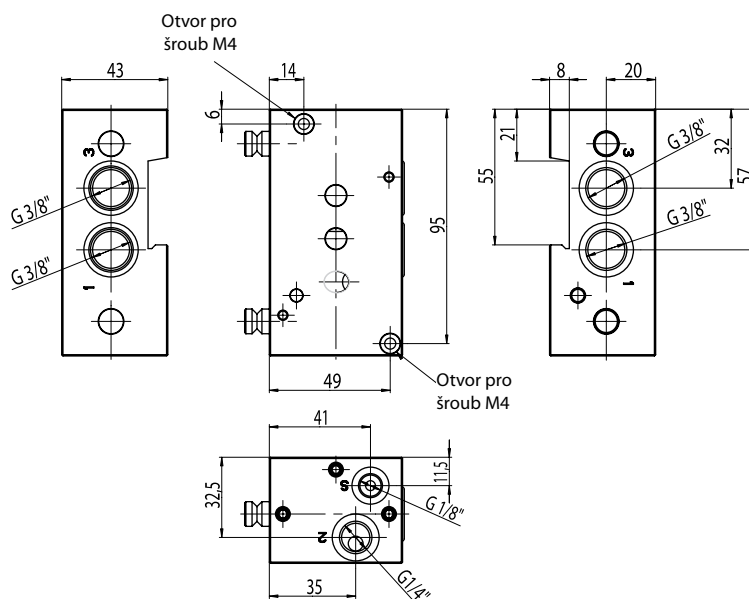 Otvor pro
šroub M4
43
14
8
20
6
21
32
3
3
G 3/8"
G 3/8"
55
57
95
G 3/8"
G 3/8"
1
1
49
Otvor pro
šroub M4
41
11,5
32,5
S
G 1/8"
2
35
G1/4"